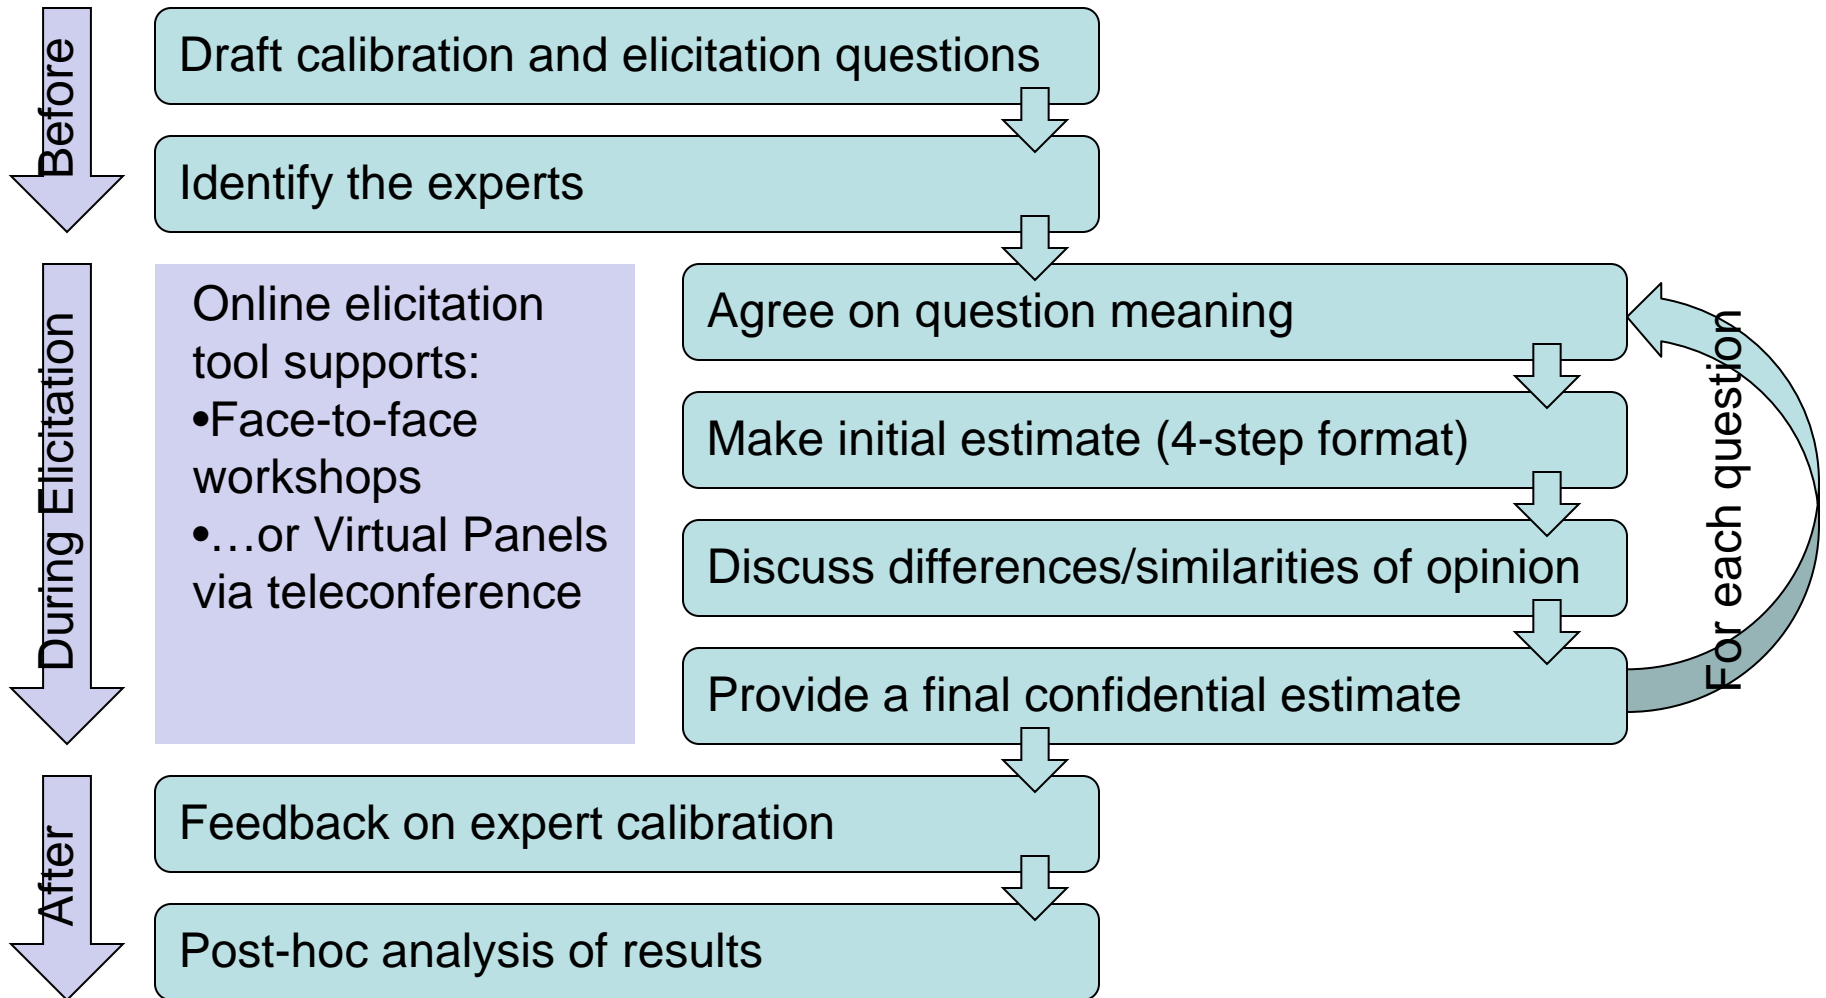 Before
Draft calibration and elicitation questions
Identify the experts
During Elicitation
Online elicitation
tool supports:
•Face-to-face
workshops
•…or Virtual Panels
via teleconference
Agree on question meaning
Make initial estimate (4-step format)
Discuss differences/similarities of opinion
Provide a final confidential estimate
For each question
After
Feedback on expert calibration
Post-hoc analysis of results